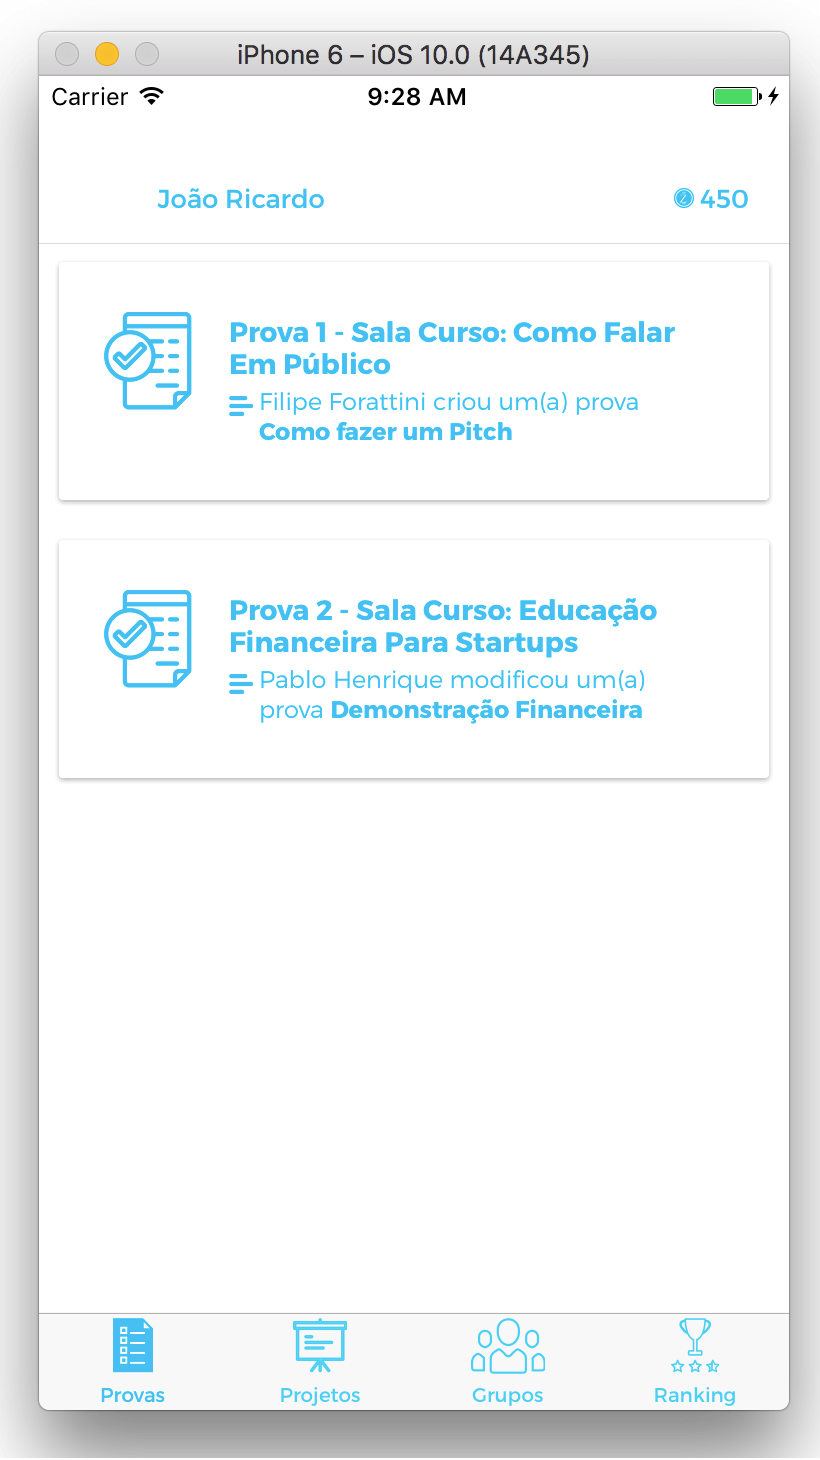 iPhone 6 – iOS 10.0 (14A345)
Carrier 9:28 AM
João Ricardo 450
Prova 1 - Sala Curso: Como Falar
Em Público
Filipe Forattini criou um(a) prova
Como fazer um Pitch
Prova 2 - Sala Curso: Educação
Financeira Para Startups
Pablo Henrique modificou um(a)
prova Demonstração Financeira
Provas Projetos Grupos Ranking